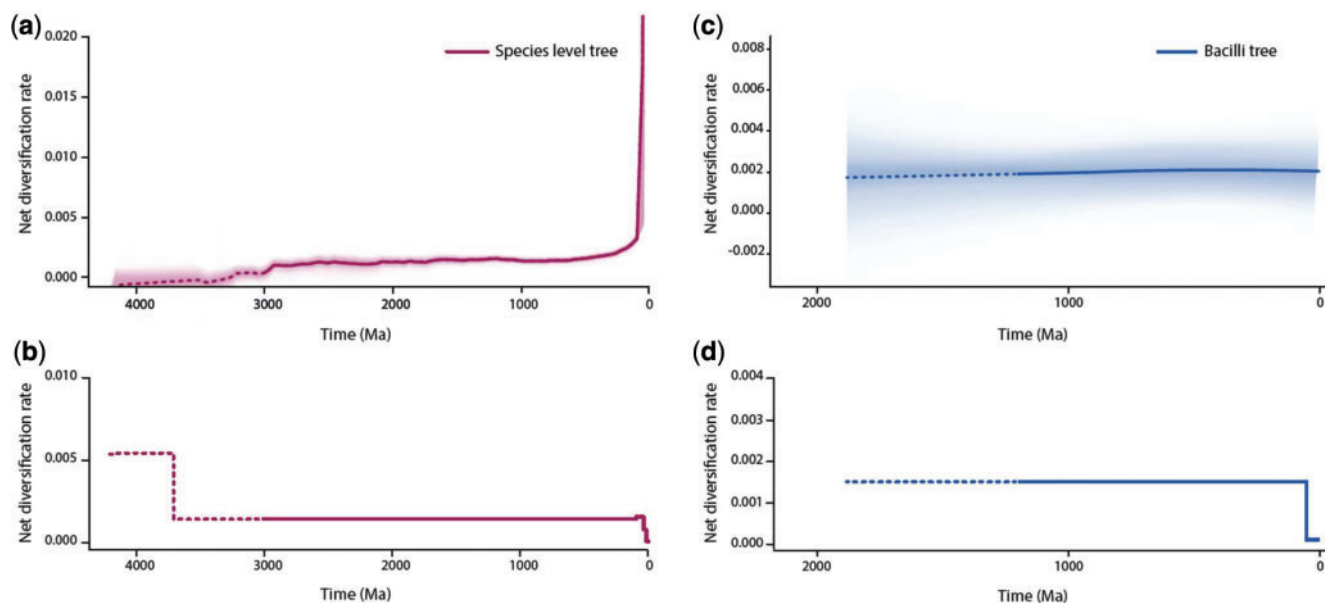 (a)
Net diversification rate
0.020
0.015
0.010
0.005
0.000
Species level tree
4000 3000 2000 1000 0
Time (Ma)
(b)
Net diversification rate
0.010
0.005
0.000
4000 3000 2000 1000 0
Time (Ma)
(c)
Net diversification rate
0.008
0.006
0.004
0.002
0.000
-0.002
Bacilli tree
2000 1000 0
Time (Ma)
(d)
Net diversification rate
0.004
0.003
0.002
0.001
0.000
2000 1000 0
Time (Ma)